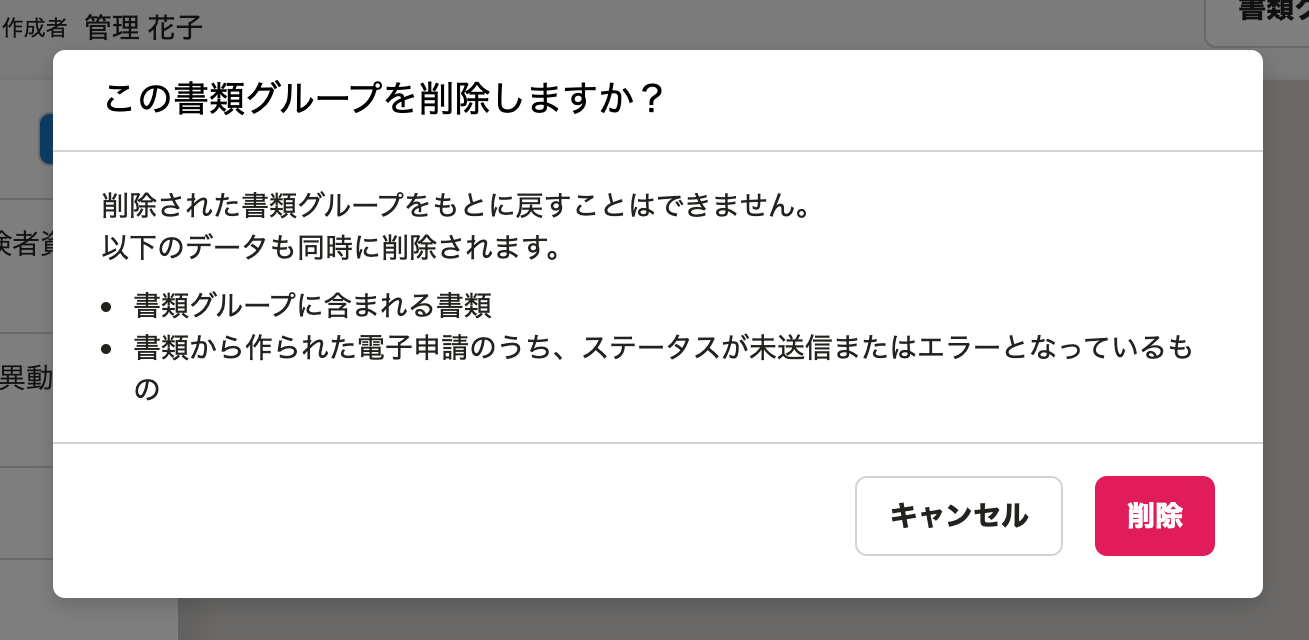 作成者 管理 花子
書類グ
この書類グループを削除しますか？
削除された書類グループをもとに戻すことはできません。
以下のデータも同時に削除されます。
• 書類グループに含まれる書類
• 書類から作られた電子申請のうち、ステータスが未送信またはエラーとなっているも
の
者資
異動
キャンセル
削除